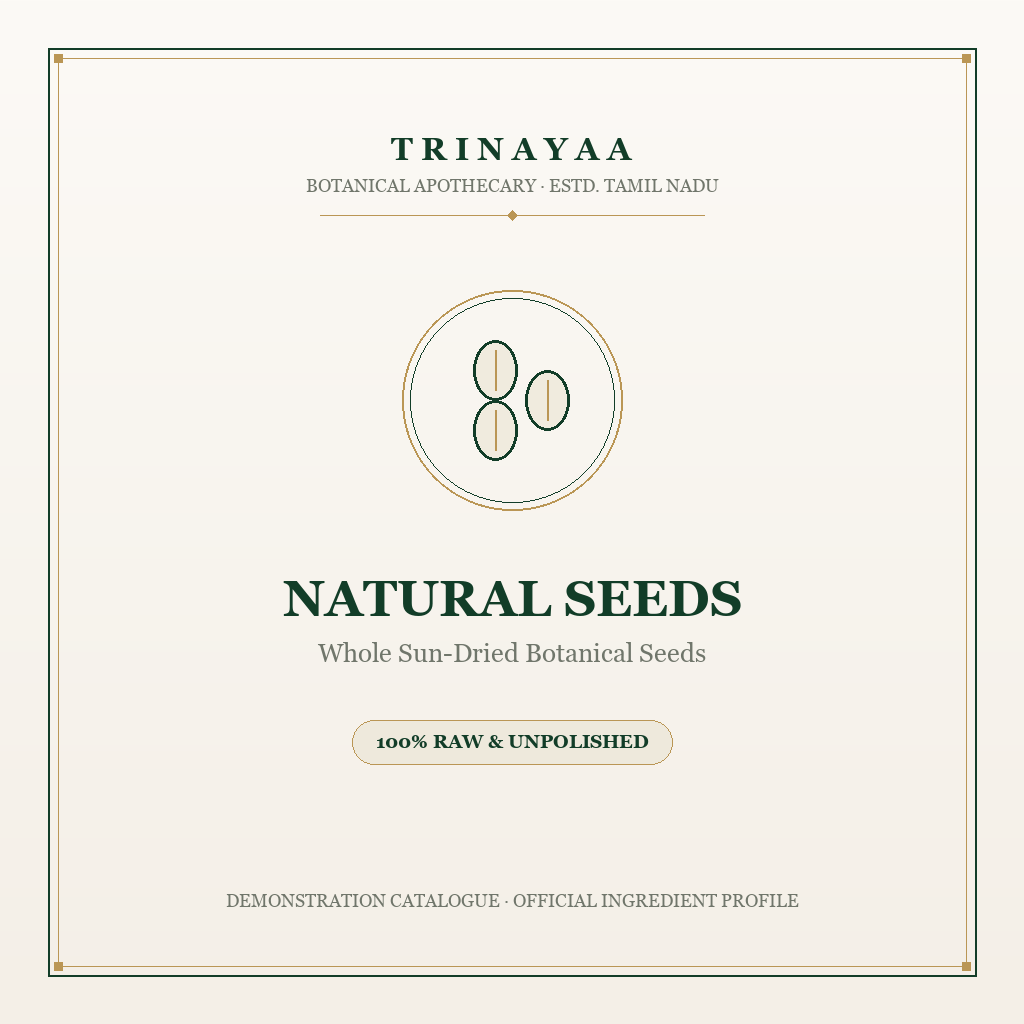 TRINAYAA
BOTANICAL APOTHECARY · ESTD. TAMIL NADU
NATURAL SEEDS
Whole Sun-Dried Botanical Seeds
100% RAW & UNPOLISHED
DEMONSTRATION CATALOGUE · OFFICIAL INGREDIENT PROFILE